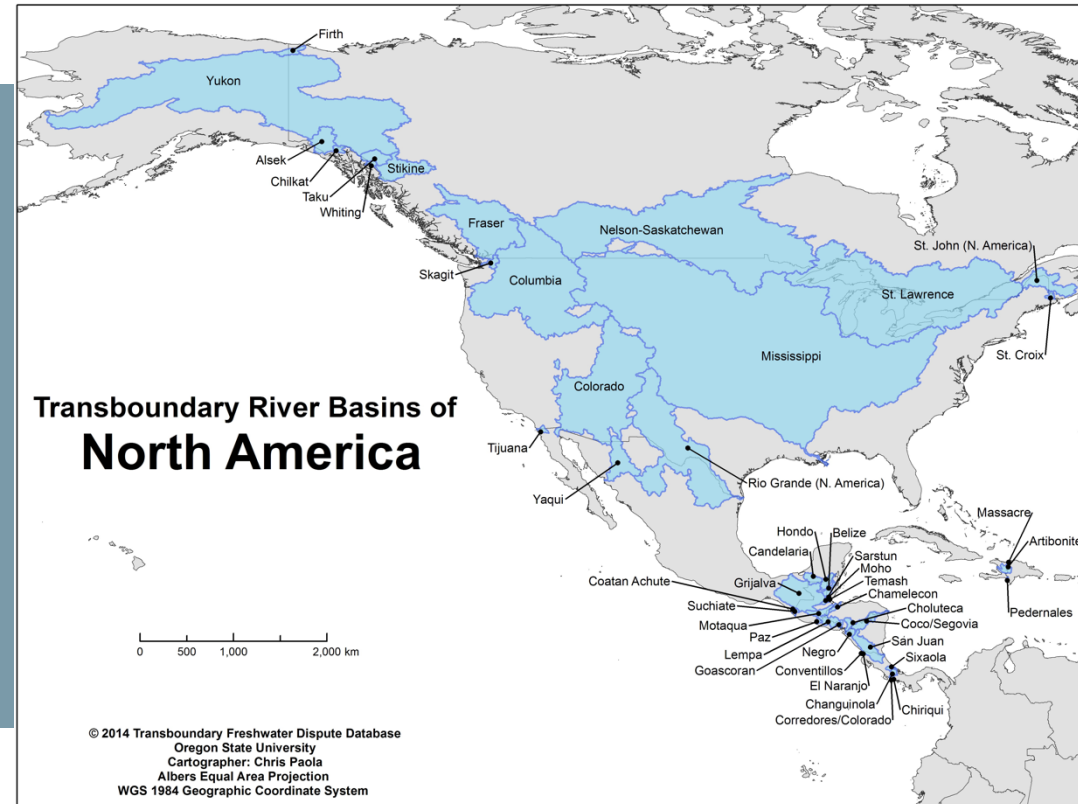 Firth
Yukon
Alsek
Chilkat
Taku
Whiting
Stikine
Fraser
Nelson-Saskatchewan
St. John (N. America)
Skagit
Columbia
St. Lawrence
St. Croix
Mississippi
Colorado
Transboundary River Basins of
North America
Tijuana
Yaqui
Rio Grande (N. America)
Massacre
Hondo
Belize
Artibonite
Candelaria
Sarstun
Moho
Coatan Achute
Grijalva
Temash
Chamelecon
Suchiate
Choluteca
Pedernales
Motaqua
Coco/Segovia
Paz
San Juan
Lempa
Negro
Sixaola
Goascoran
Conventillos
El Naranjo
Changuinola
Chiriqui
Corredores/Colorado
0 500 1,000 2,000 km
© 2014 Transboundary Freshwater Dispute Database
Oregon State University
Cartographer: Chris Paola
Albers Equal Area Projection
WGS 1984 Geographic Coordinate System